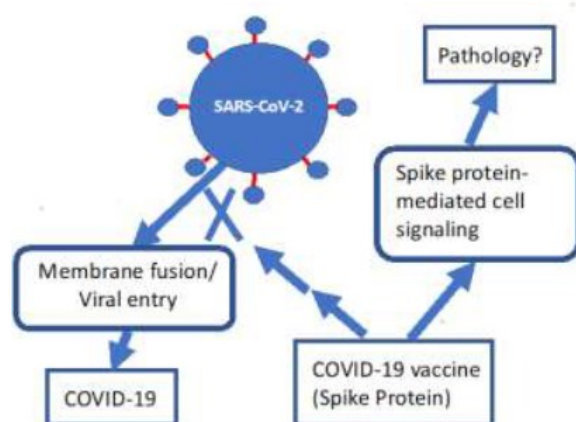 Pathology?
SARS-CoV-2
Spike protein-
mediated cell
signaling
Membrane fusion/
Viral entry
COVID-19 vaccine
(Spike Protein)
COVID-19